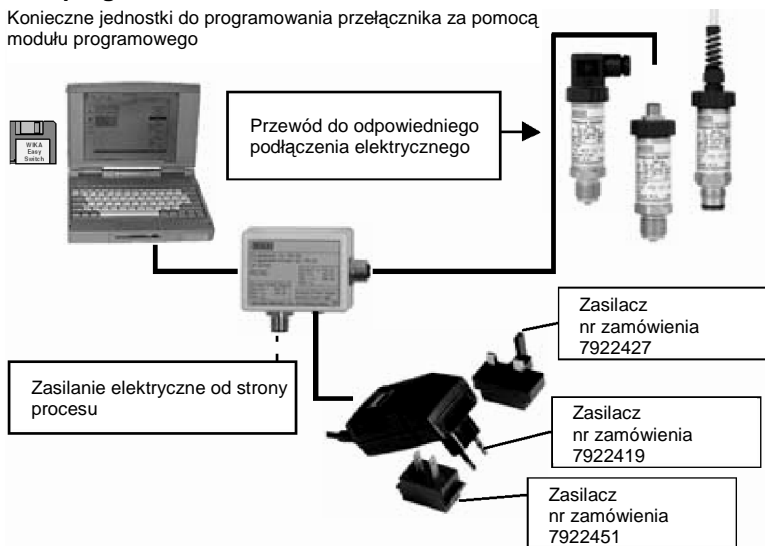 Konieczne jednostki do programowania przełącznika za pomocą
modułu programowego
WIKA
Easy
Switch
Przewód do odpowiedniego
podłączenia elektrycznego
Zasilacz
nr zamówienia
7922427
Zasilanie elektryczne od strony
procesu
Zasilacz
nr zamówienia
7922419
Zasilacz
nr zamówienia
7922451